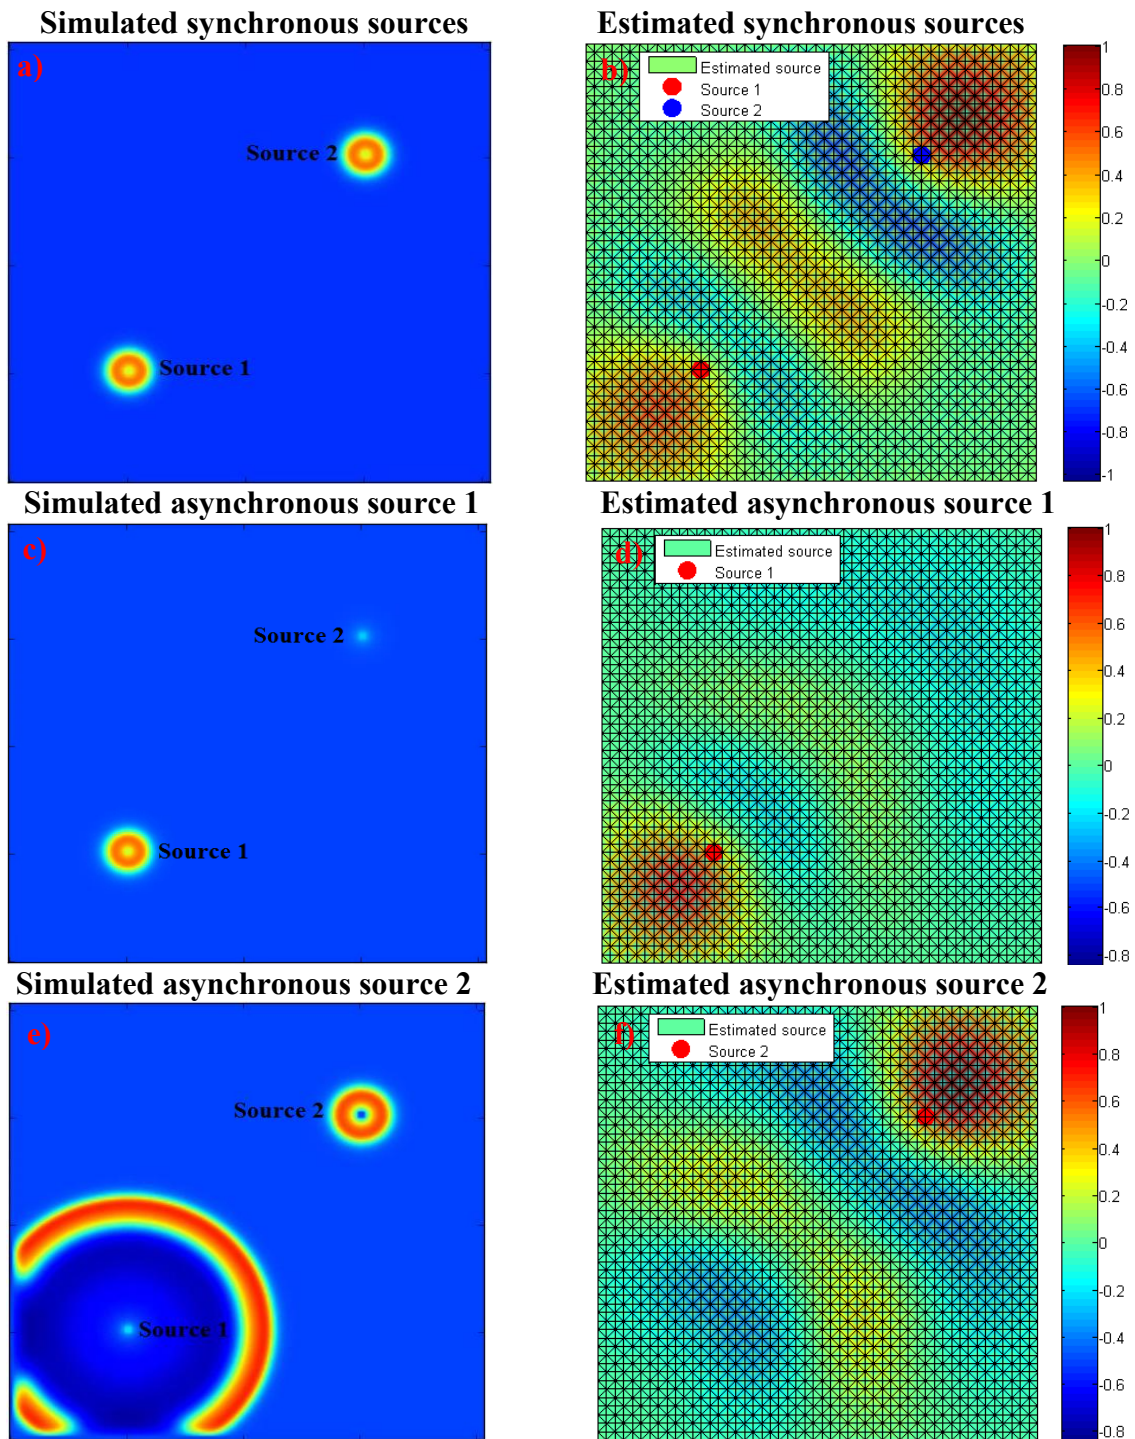 Simulated synchronous sources
Estimated synchronous sources
a)
Source 2
Source 1
b)
Estimated source
Source 1
Source 2
1
0.8
0.6
0.4
0.2
0
-0.2
-0.4
-0.6
-0.8
-1
Simulated asynchronous source 1
Estimated asynchronous source 1
c)
Source 2
Source 1
d)
Estimated source
Source 1
1
0.8
0.6
0.4
0.2
0
-0.2
-0.4
-0.6
-0.8
Simulated asynchronous source 2
Estimated asynchronous source 2
e)
Source 2
Source 1
f)
Estimated source
Source 2
1
0.8
0.6
0.4
0.2
0
-0.2
-0.4
-0.6
-0.8